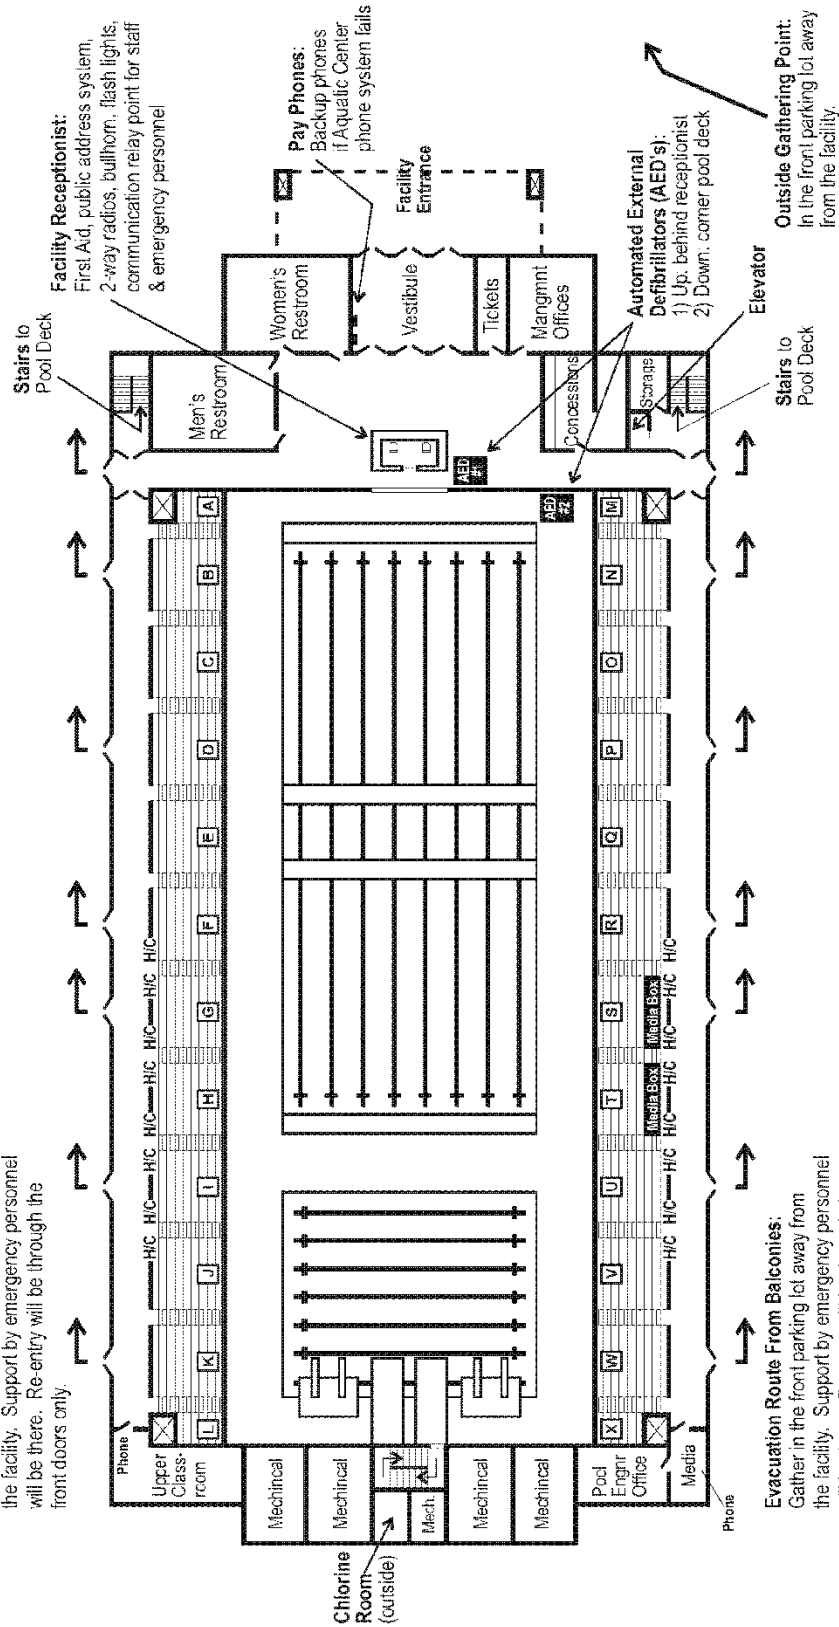 the facility. Support by emergency personnel
will be there. Re-entry will be through the
front doors only.
Stairs to
Pool Deck
Facility Receptionist:
First Aid, public address system,
2-way radios, bullhorn, flash lights,
communication relay point for staff
& emergency personnel
Pay Phones:
Backup phones
if Aquatic Center
phone system fails
Facility
Entrance
Women's
Restroom
Vestibule
Tickets
Mangmnt
Offices
Men's
Restroom
Concessions
Storage
AED
#1
AED
#2
Automated External
Defibrillators (AED's):
1) Up: behind receptionist
2) Down: corner pool deck
Outside Gathering Point:
In the front parking lot away
from the facility.
Elevator
Stairs to
Pool Deck
L K J I H G F E D C B A
H/C H/C H/C H/C H/C H/C H/C H/C
X W V U T S R Q P O N M
Media Box Media Box
H/C H/C H/C H/C H/C H/C H/C H/C
Phone
Upper
Class-
room
Mechincal
Mechincal
Mech.
Mechincal
Mechincal
Chlorine
Room
(outside)
Pool
Engnr
Office
Media
Phone
Evacuation Route From Balconies:
Gather in the front parking lot away from
the facility. Support by emergency personnel